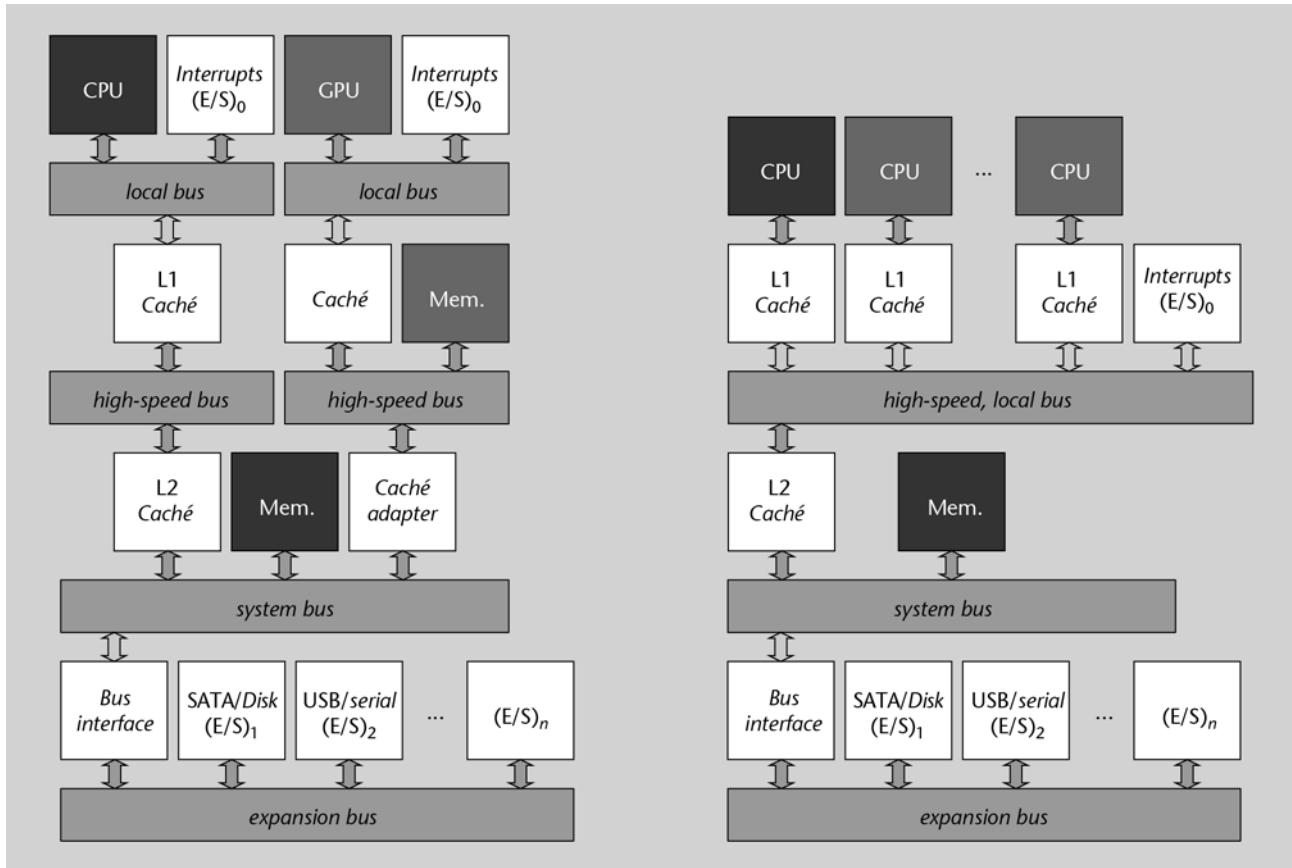 CPU
Interrupts
(E/S)0
GPU
Interrupts
(E/S)0
local bus
local bus
L1
Caché
Caché
Mem.
high-speed bus
high-speed bus
L2
Caché
Mem.
Caché
adapter
system bus
Bus
interface
SATA/Disk
(E/S)1
USB/serial
(E/S)2
...
(E/S)n
expansion bus
CPU
CPU
...
CPU
L1
Caché
L1
Caché
L1
Caché
Interrupts
(E/S)0
high-speed, local bus
L2
Caché
Mem.
system bus
Bus
interface
SATA/Disk
(E/S)1
USB/serial
(E/S)2
...
(E/S)n
expansion bus